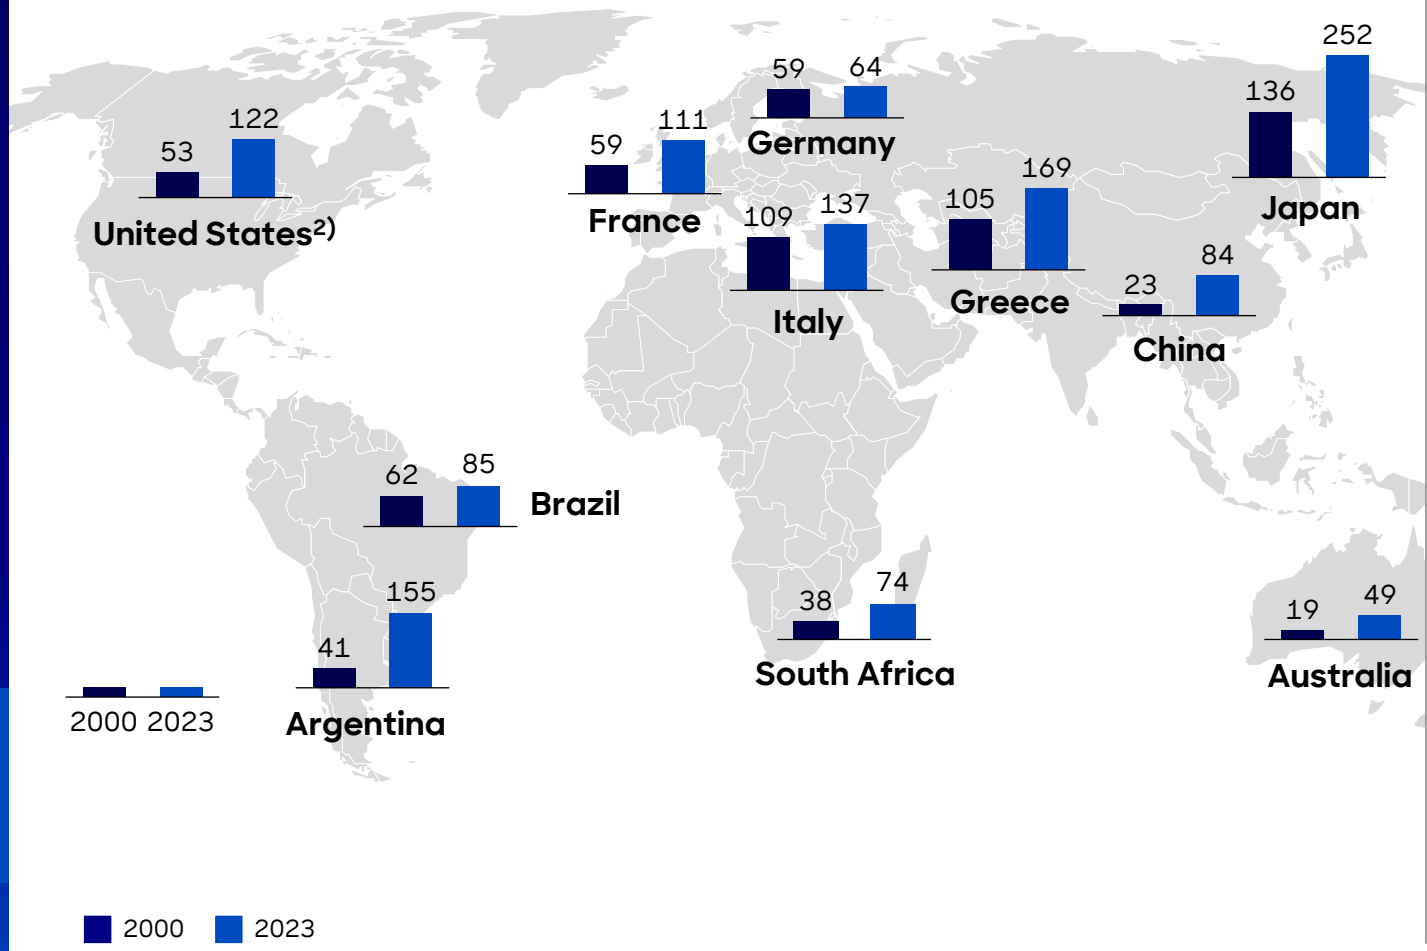 252
59 64
136
122
111
53
59
Germany
169
137
105
109
Japan
France
United States²⁾
84
23
Greece
Italy
China
85
62
Brazil
74
155
38
49
19
41
South Africa
Australia
2000 2023
Argentina
2000 2023